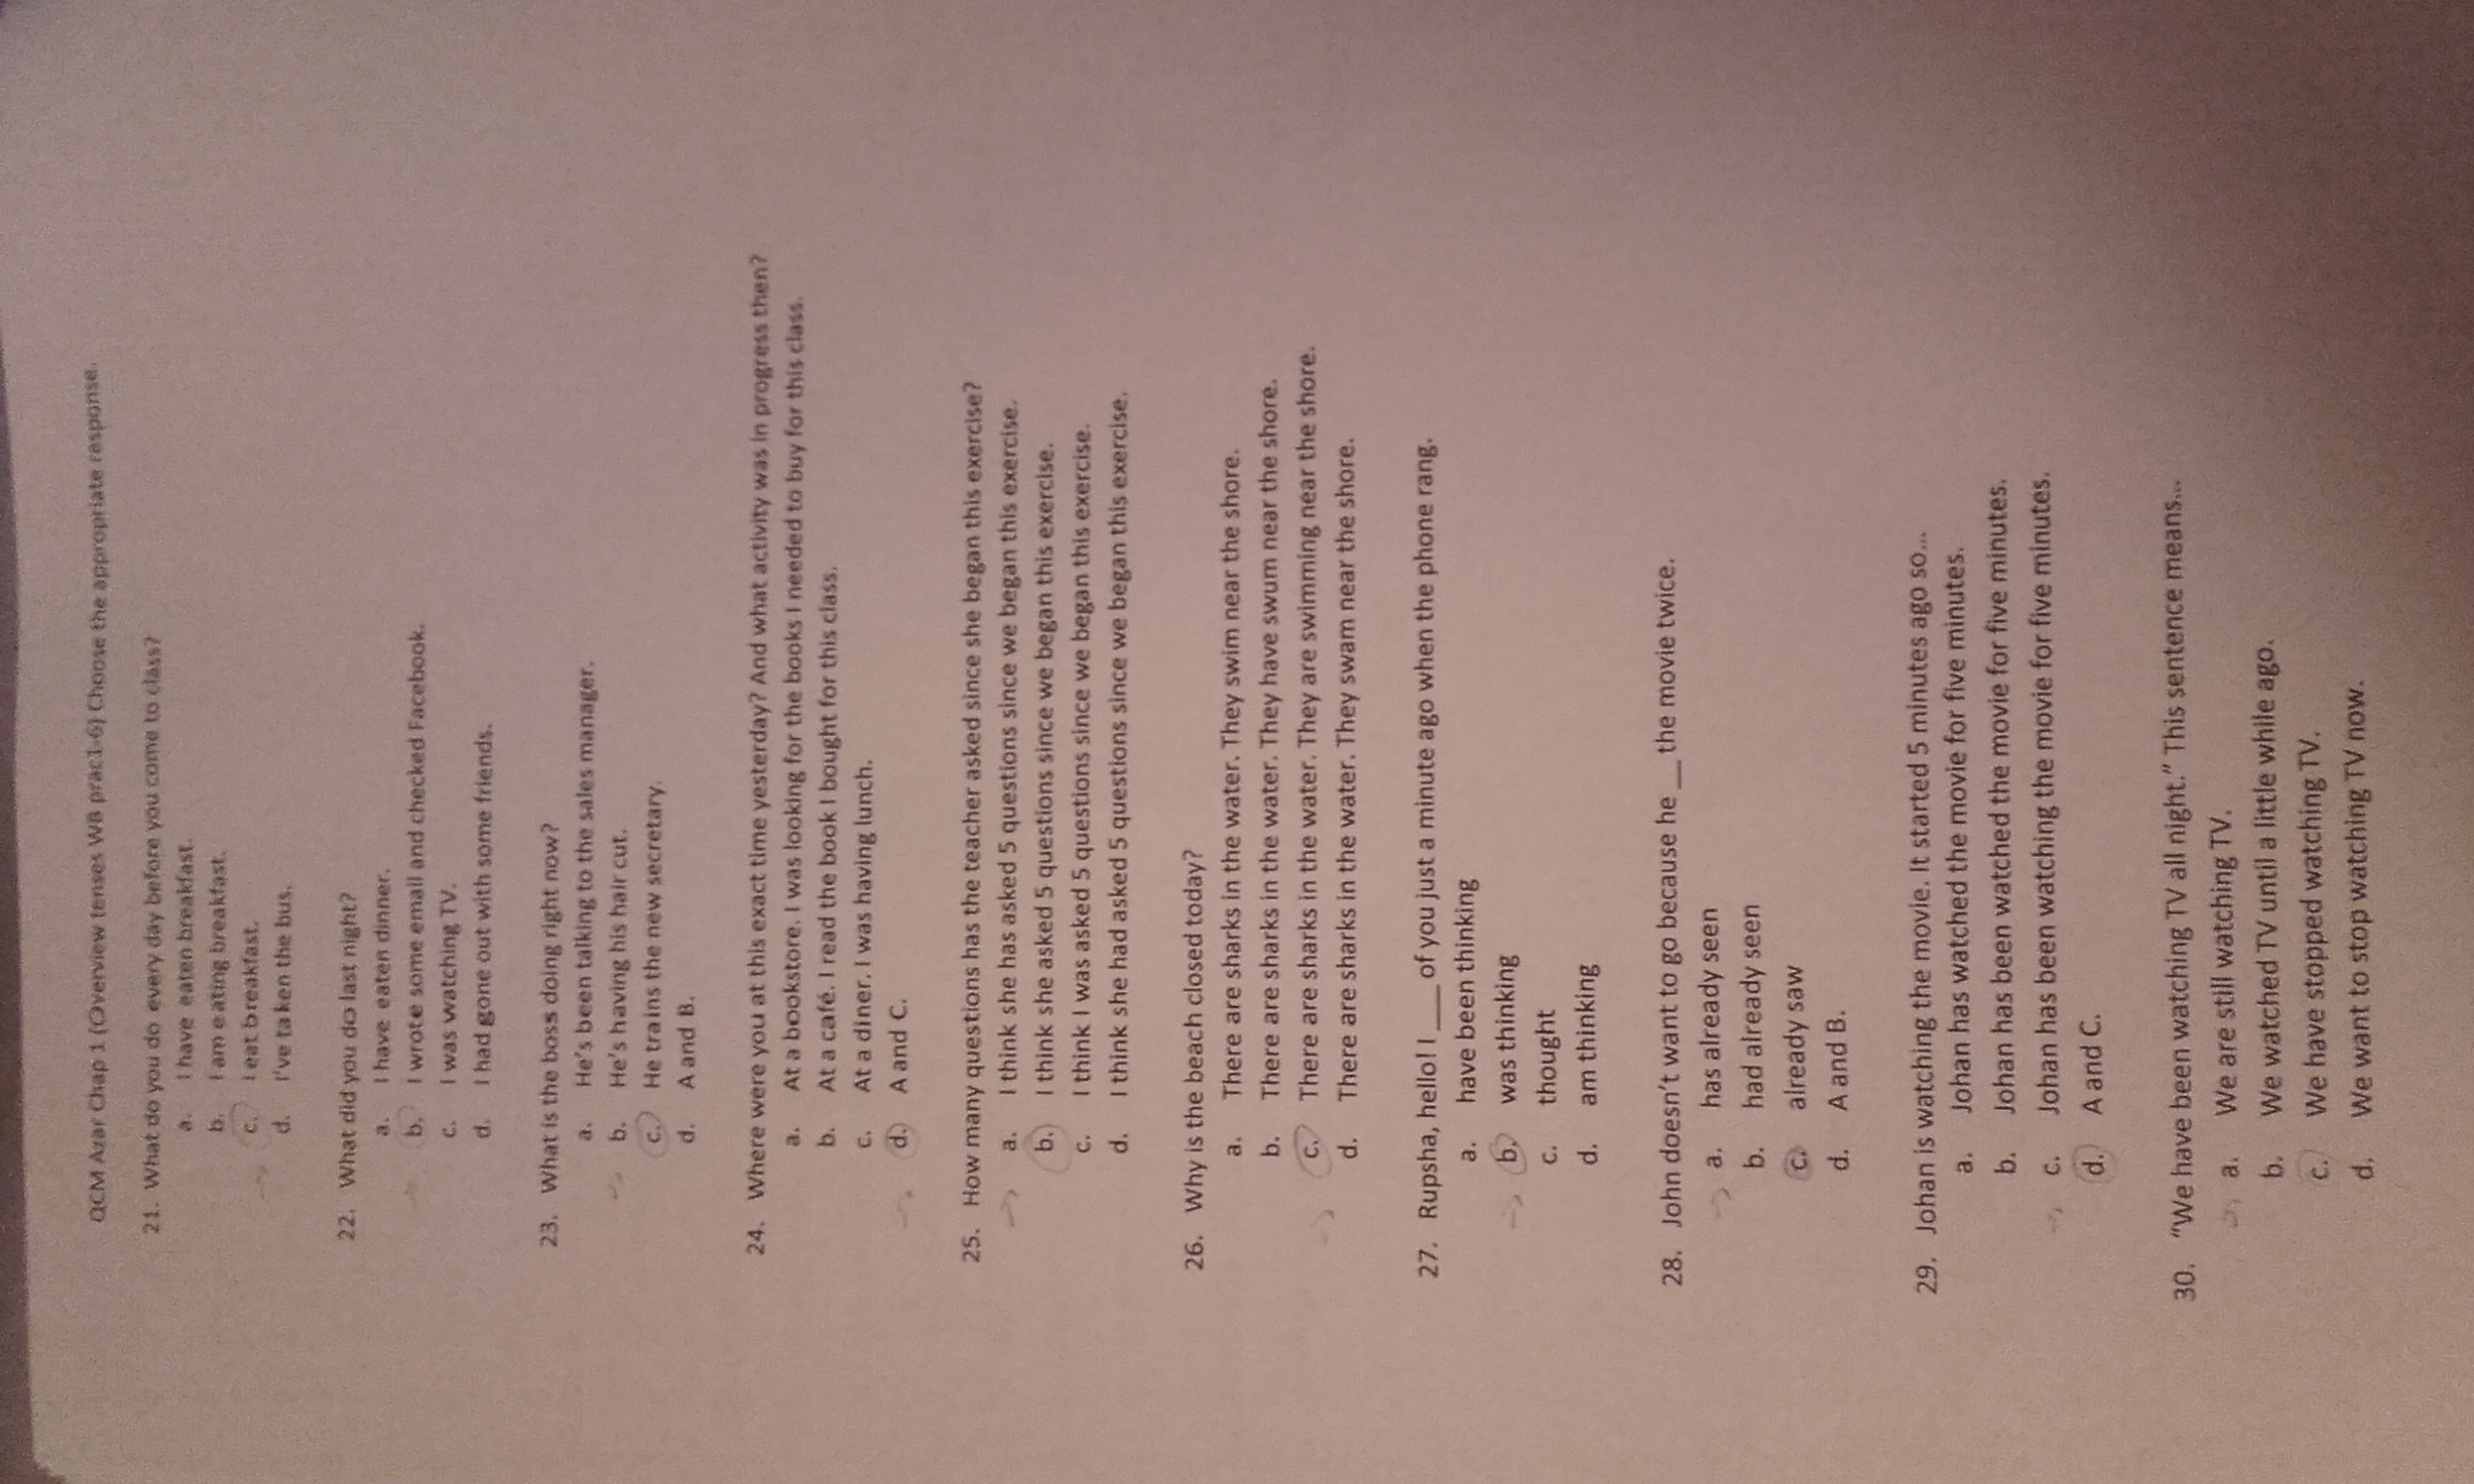 QCM Azar Chap 1 (Overview tenses WB prac1-6) Choose the appropriate response.
21. What do you do every day before you come to class?
a. I have eaten breakfast.
b. I am eating breakfast.
c. I eat breakfast.
d. I've taken the bus.
22. What did you do last night?
a. I have eaten dinner.
b. I wrote some email and checked Facebook.
c. I was watching TV.
d. I had gone out with some friends.
23. What is the boss doing right now?
a. He's been talking to the sales manager.
b. He's having his hair cut.
c. He trains the new secretary.
d. A and B.
24. Where were you at this exact time yesterday? And what activity was in progress then?
a. At a bookstore. I was looking for the books I needed to buy for this class.
b. At a café. I read the book I bought for this class.
c. At a diner. I was having lunch.
d. A and C.
25. How many questions has the teacher asked since she began this exercise?
a. I think she has asked 5 questions since we began this exercise.
b. I think she asked 5 questions since we began this exercise.
c. I think I was asked 5 questions since we began this exercise.
d. I think she had asked 5 questions since we began this exercise.
26. Why is the beach closed today?
a. There are sharks in the water. They swim near the shore.
b. There are sharks in the water. They have swum near the shore.
c. There are sharks in the water. They are swimming near the shore.
d. There are sharks in the water. They swam near the shore.
27. Rupsha, hello! I ____ of you just a minute ago when the phone rang.
a. have been thinking
b. was thinking
c. thought
d. am thinking
28. John doesn't want to go because he __ the movie twice.
a. has already seen
b. had already seen
c. already saw
d. A and B.
29. Johan is watching the movie. It started 5 minutes ago so...
a. Johan has watched the movie for five minutes.
b. Johan has been watched the movie for five minutes.
c. Johan has been watching the movie for five minutes.
d. A and C.
30. "We have been watching TV all night." This sentence means...
a. We are still watching TV.
b. We watched TV until a little while ago.
c. We have stopped watching TV.
d. We want to stop watching TV now.